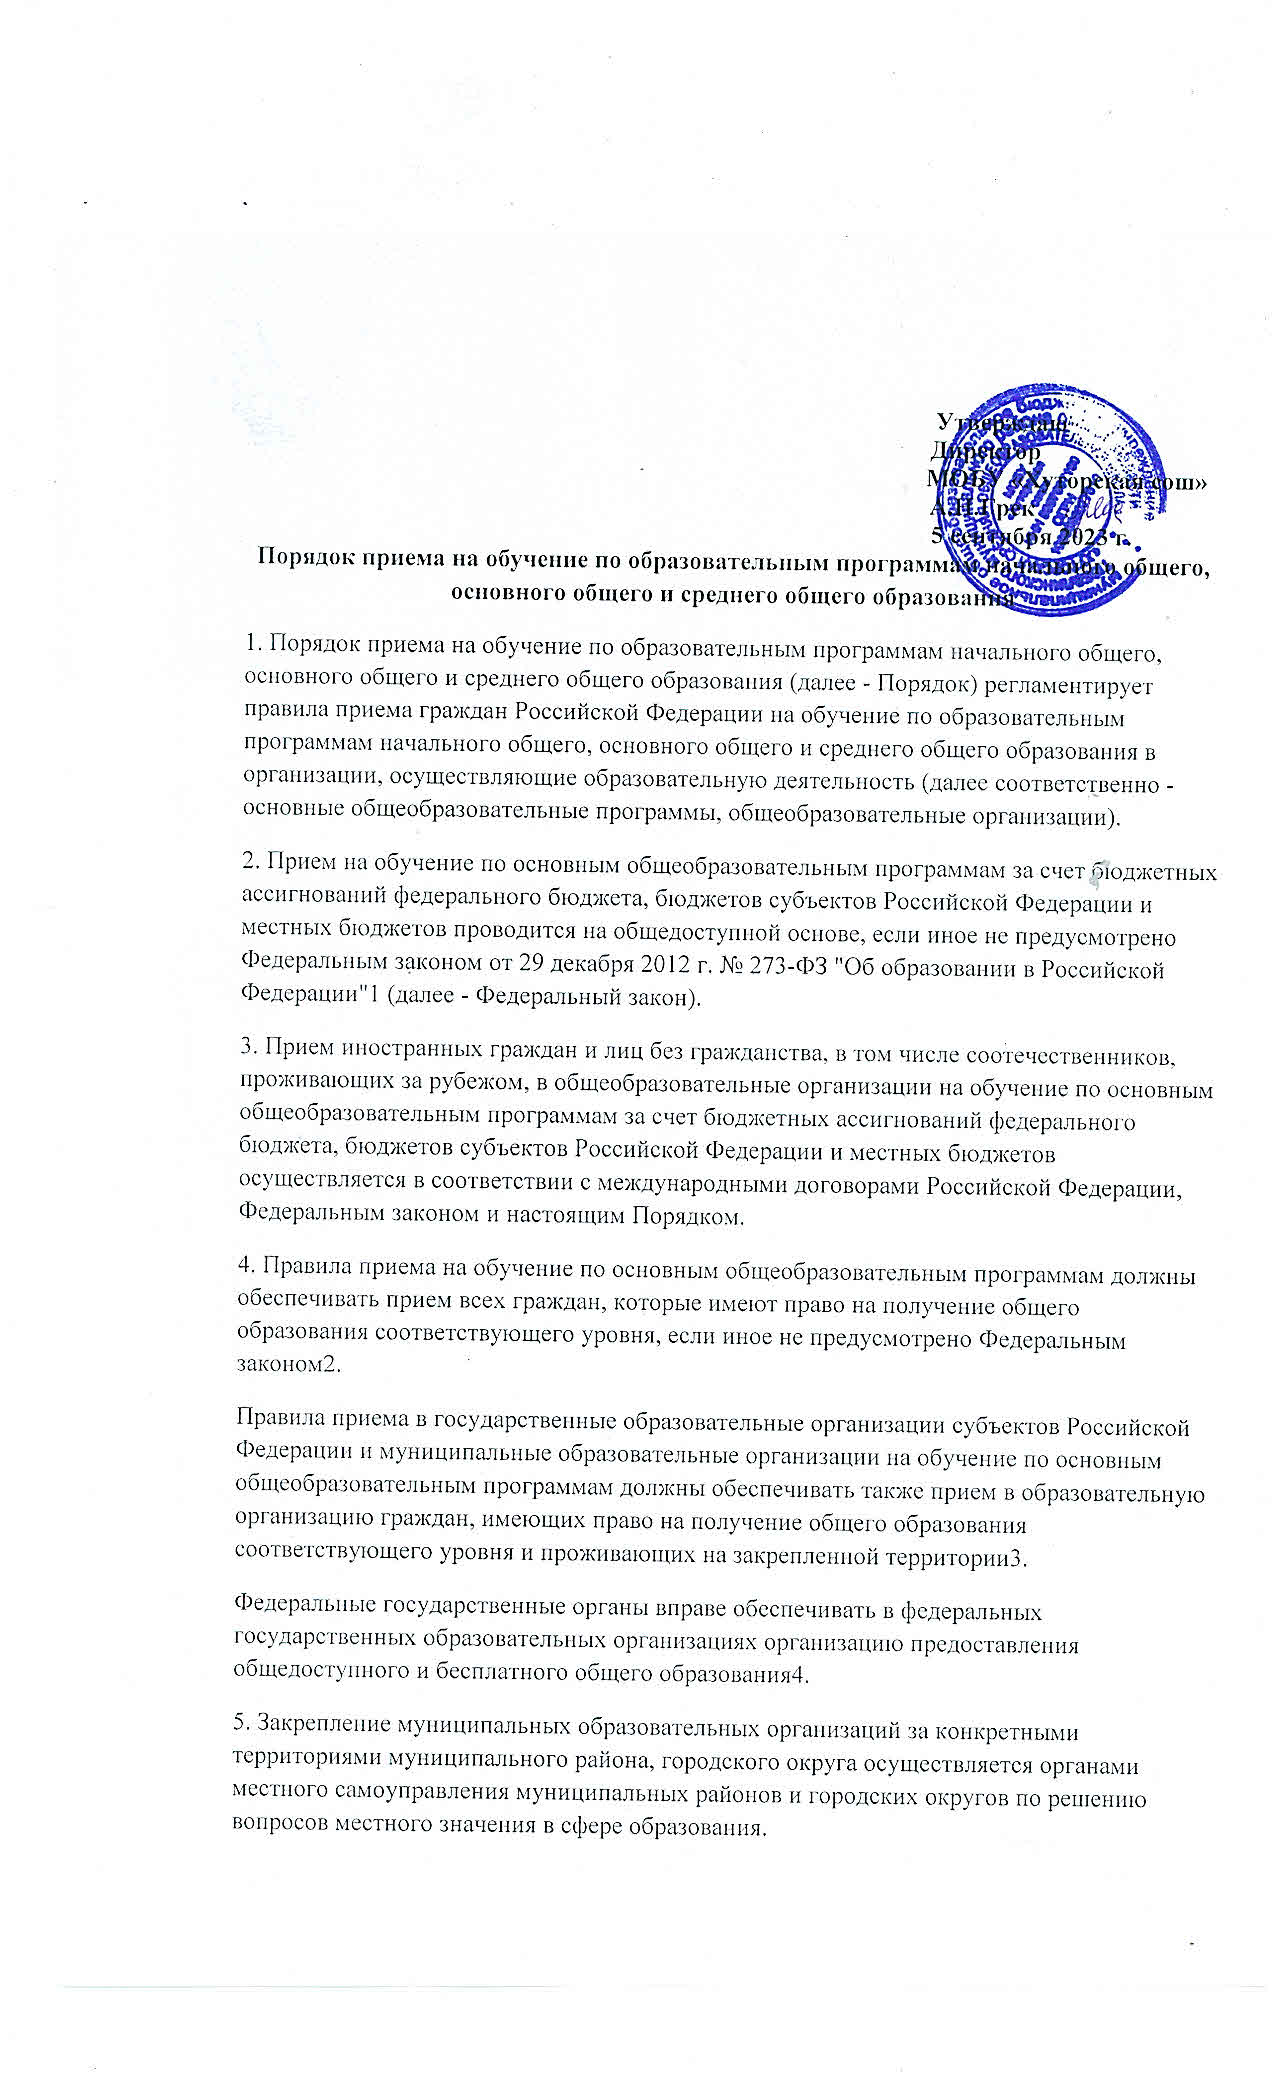 Утверждаю
Директор
МОБУ «Хуторская сош»
А.Н.Грек
5 сентября 2023 г.
Порядок приема на обучение по образовательным программам начального общего,
основного общего и среднего общего образования
1. Порядок приема на обучение по образовательным программам начального общего,
основного общего и среднего общего образования (далее - Порядок) регламентирует
правила приема граждан Российской Федерации на обучение по образовательным
программам начального общего, основного общего и среднего общего образования в
организации, осуществляющие образовательную деятельность (далее соответственно -
основные общеобразовательные программы, общеобразовательные организации).
2. Прием на обучение по основным общеобразовательным программам за счет бюджетных
ассигнований федерального бюджета, бюджетов субъектов Российской Федерации и
местных бюджетов проводится на общедоступной основе, если иное не предусмотрено
Федеральным законом от 29 декабря 2012 г. № 273-ФЗ "Об образовании в Российской
Федерации"1 (далее - Федеральный закон).
3. Прием иностранных граждан и лиц без гражданства, в том числе соотечественников,
проживающих за рубежом, в общеобразовательные организации на обучение по основным
общеобразовательным программам за счет бюджетных ассигнований федерального
бюджета, бюджетов субъектов Российской Федерации и местных бюджетов
осуществляется в соответствии с международными договорами Российской Федерации,
Федеральным законом и настоящим Порядком.
4. Правила приема на обучение по основным общеобразовательным программам должны
обеспечивать прием всех граждан, которые имеют право на получение общего
образования соответствующего уровня, если иное не предусмотрено Федеральным
законом2.
Правила приема в государственные образовательные организации субъектов Российской
Федерации и муниципальные образовательные организации на обучение по основным
общеобразовательным программам должны обеспечивать также прием в образовательную
организацию граждан, имеющих право на получение общего образования
соответствующего уровня и проживающих на закрепленной территории3.
Федеральные государственные органы вправе обеспечивать в федеральных
государственных образовательных организациях организацию предоставления
общедоступного и бесплатного общего образования4.
5. Закрепление муниципальных образовательных организаций за конкретными
территориями муниципального района, городского округа осуществляется органами
местного самоуправления муниципальных районов и городских округов по решению
вопросов местного значения в сфере образования.